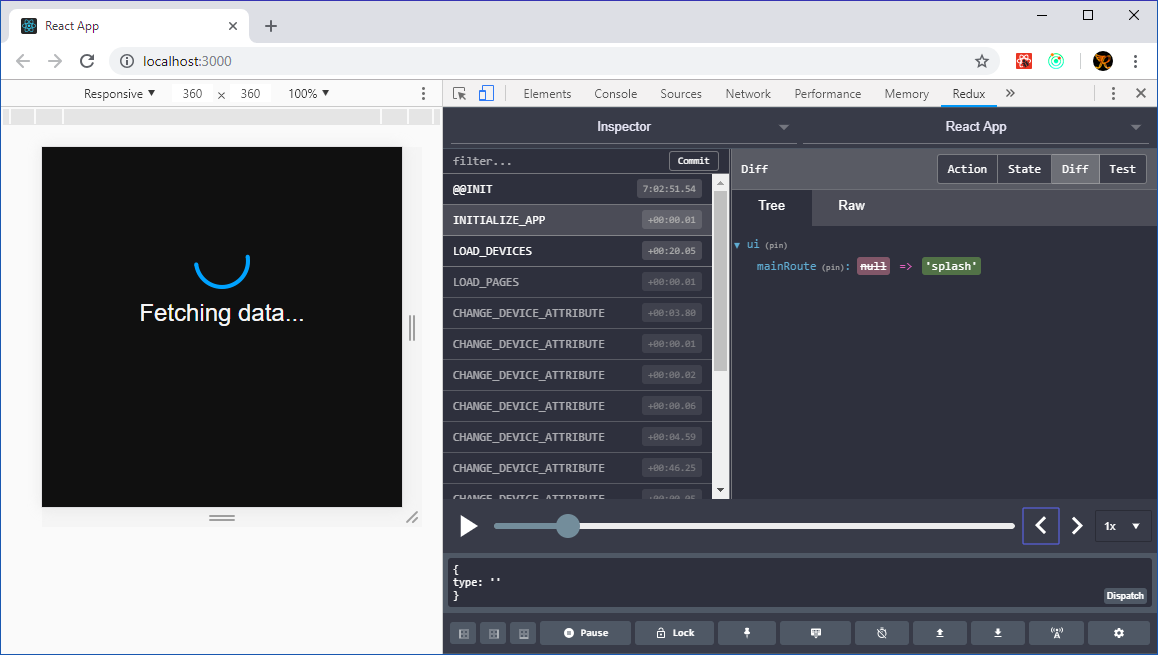 React App
localhost:3000
Responsive 360 x 360 100%
Elements Console Sources Network Performance Memory Redux
Inspector React App
filter... Commit
Diff Action State Diff Test
@@INIT 7:02:51.54
Tree Raw
INITIALIZE_APP +00:00.01
LOAD_DEVICES +00:20.05
ui (pin)
mainRoute (pin): null => 'splash'
LOAD_PAGES +00:00.01
CHANGE_DEVICE_ATTRIBUTE +00:03.80
CHANGE_DEVICE_ATTRIBUTE +00:00.01
CHANGE_DEVICE_ATTRIBUTE +00:00.02
CHANGE_DEVICE_ATTRIBUTE +00:00.06
CHANGE_DEVICE_ATTRIBUTE +00:04.59
CHANGE_DEVICE_ATTRIBUTE +00:46.25
CHANGE_DEVICE_ATTRIBUTE +00:00.05
Fetching data...
1x
{
type: ''
}
Dispatch
Pause Lock